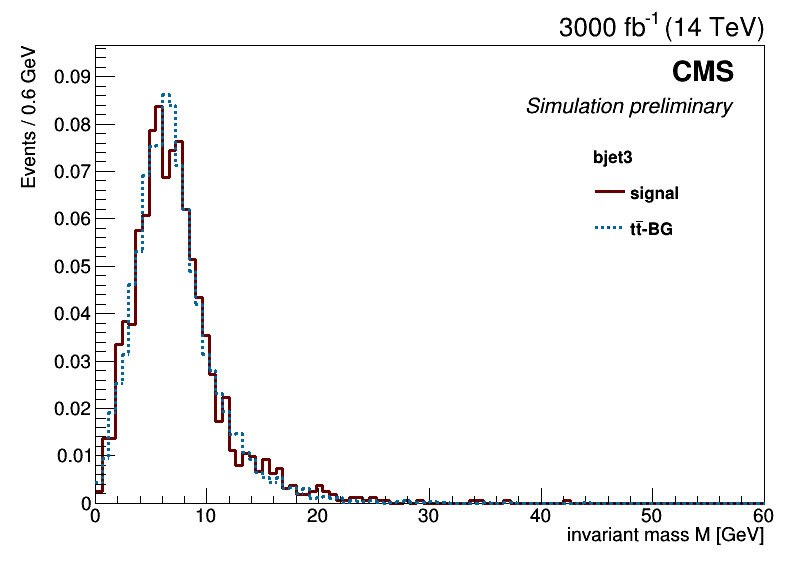 3000 fb⁻¹ (14 TeV)
CMS
Simulation preliminary
Events / 0.6 GeV
bjet3
signal
tt̄-BG
0.09
0.08
0.07
0.06
0.05
0.04
0.03
0.02
0.01
0
0 10 20 30 40 50 60
invariant mass M [GeV]